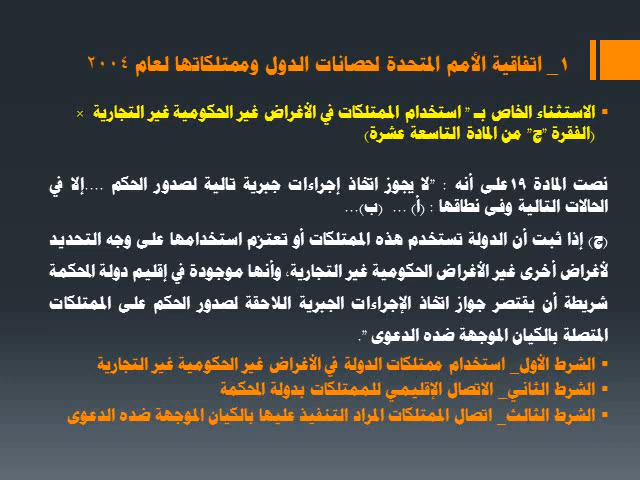 ١_ اتفاقية الأمم المتحدة لحصانات الدول وممتلكاتها لعام ٢٠٠٤
▪ الاستثناء الخاص بـ " استخدام الممتلكات في الأغراض غير الحكومية غير التجارية ×
(الفقرة "ج" من المادة التاسعة عشرة)
نصت المادة ١٩على أنه : "لا يجوز اتخاذ إجراءات جبرية تالية لصدور الحكم ....إلا في
الحالات التالية وفى نطاقها : (أ) ... (ب)...
(ج) إذا ثبت أن الدولة تستخدم هذه الممتلكات أو تعتزم استخدامها على وجه التحديد
لأغراض أخرى غير الأغراض الحكومية غير التجارية، وأنها موجودة في إقليم دولة المحكمة
شريطة أن يقتصر جواز اتخاذ الإجراءات الجبرية اللاحقة لصدور الحكم على الممتلكات
المتصلة بالكيان الموجهة ضده الدعوى ".
▪ الشرط الأول_ استخدام ممتلكات الدولة في الأغراض غير الحكومية غير التجارية
▪ الشرط الثاني_ الاتصال الإقليمي للممتلكات بدولة المحكمة
▪ الشرط الثالث_ اتصال الممتلكات المراد التنفيذ عليها بالكيان الموجهة ضده الدعوى